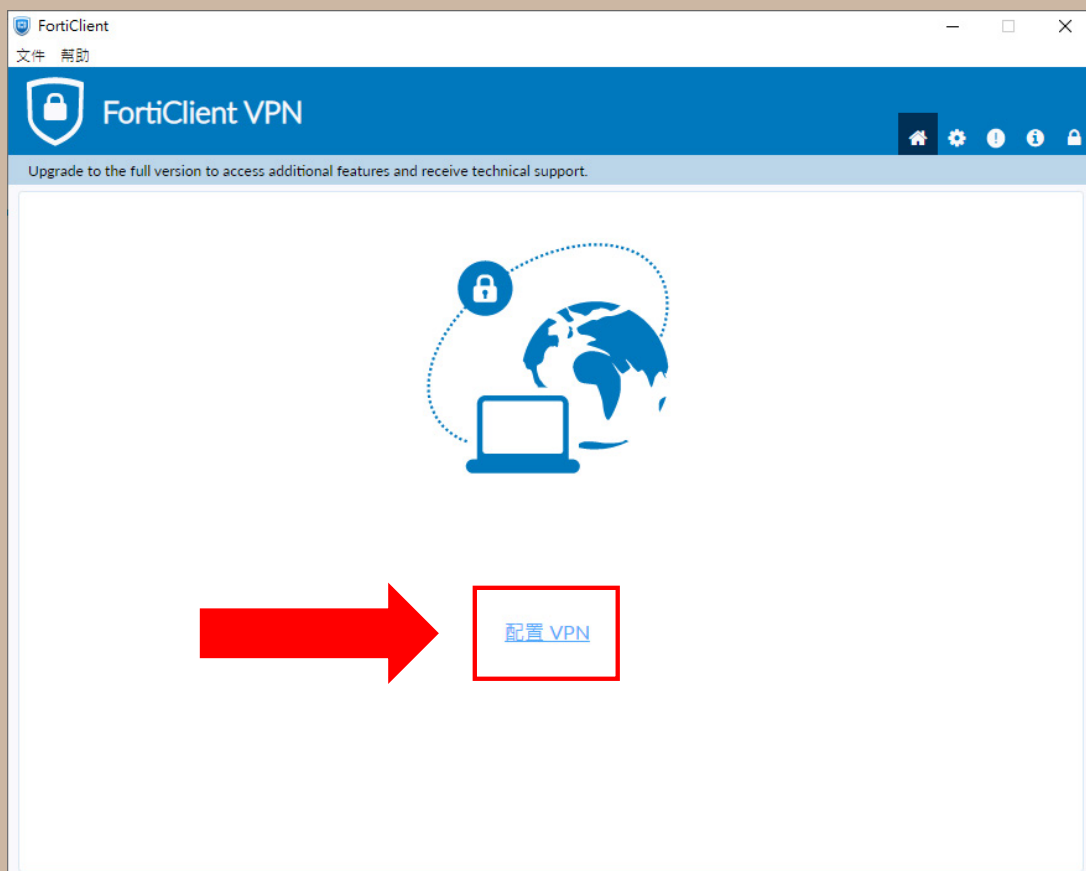 FortiClient
文件 幫助
FortiClient VPN
Upgrade to the full version to access additional features and receive technical support.
配置 VPN